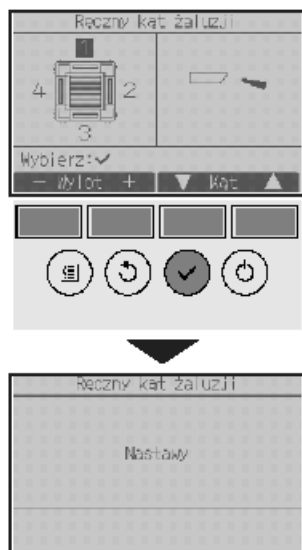 Ręczny kąt żaluzji
1
4 2
3
Wybierz:✓
− Wylot + ▼ Kąt ▲
Ręczny kąt żaluzji
Nastawy